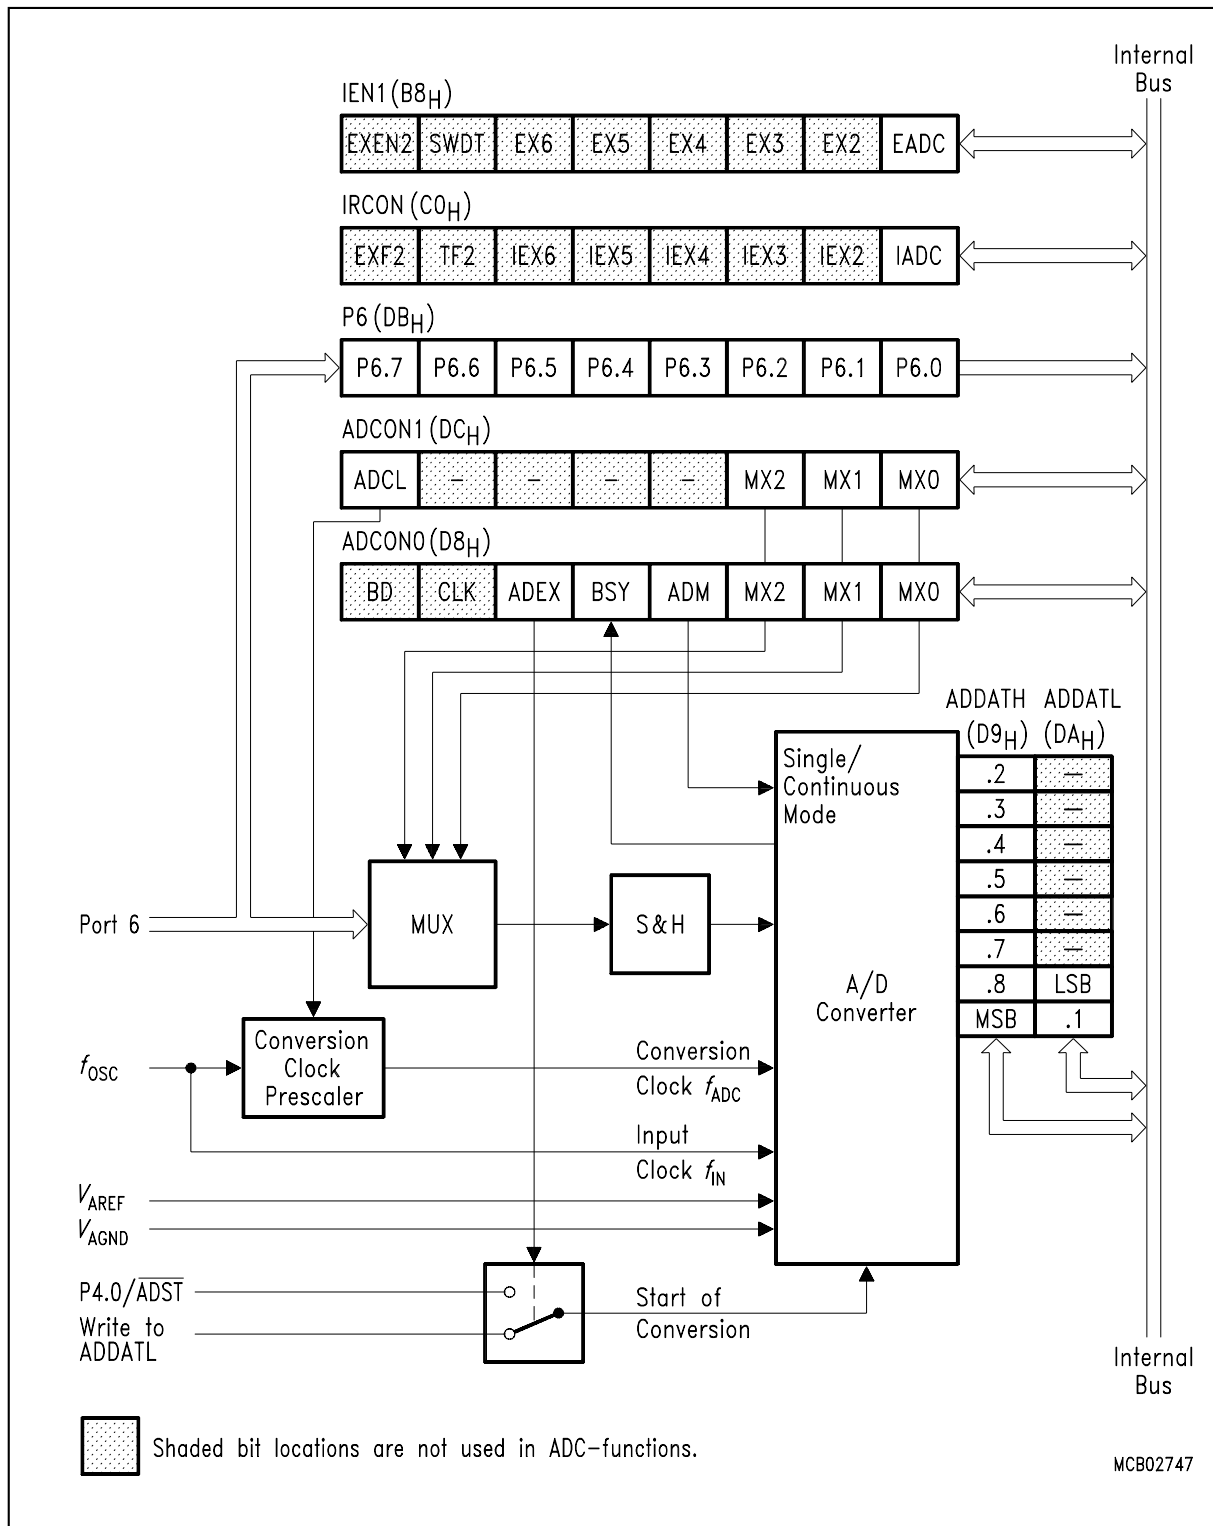 Internal
Bus
IEN1 (B8H)
EXEN2 SWDT EX6 EX5 EX4 EX3 EX2 EADC
IRCON (C0H)
EXF2 TF2 IEX6 IEX5 IEX4 IEX3 IEX2 IADC
P6 (DBH)
P6.7 P6.6 P6.5 P6.4 P6.3 P6.2 P6.1 P6.0
ADCON1 (DCH)
ADCL – – – – MX2 MX1 MX0
ADCON0 (D8H)
BD CLK ADEX BSY ADM MX2 MX1 MX0
ADDATH ADDATL
(D9H) (DAH)
Single/
Continuous
Mode
.2 –
.3 –
.4 –
.5 –
.6 –
.7 –
.8 LSB
MSB .1
Port 6
MUX
S&H
A/D
Converter
fOSC
Conversion
Clock
Prescaler
Conversion
Clock fADC
Input
Clock fIN
VAREF
VAGND
P4.0/ADST
Write to
ADDATL
Start of
Conversion
Internal
Bus
Shaded bit locations are not used in ADC-functions.
MCB02747